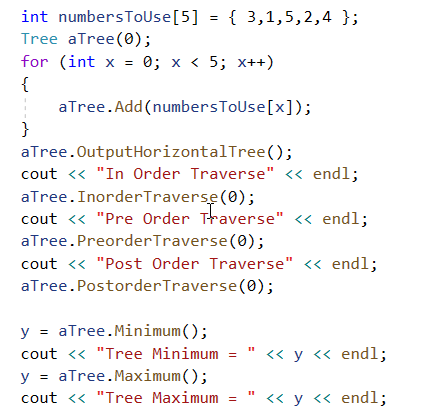 int numbersToUse[5] = { 3,1,5,2,4 };
Tree aTree(0);
for (int x = 0; x < 5; x++)
{
    aTree.Add(numbersToUse[x]);
}
aTree.OutputHorizontalTree();
cout << "In Order Traverse" << endl;
aTree.InorderTraverse(0);
cout << "Pre Order Traverse" << endl;
aTree.PreorderTraverse(0);
cout << "Post Order Traverse" << endl;
aTree.PostorderTraverse(0);

y = aTree.Minimum();
cout << "Tree Minimum = " << y << endl;
y = aTree.Maximum();
cout << "Tree Maximum = " << y << endl;